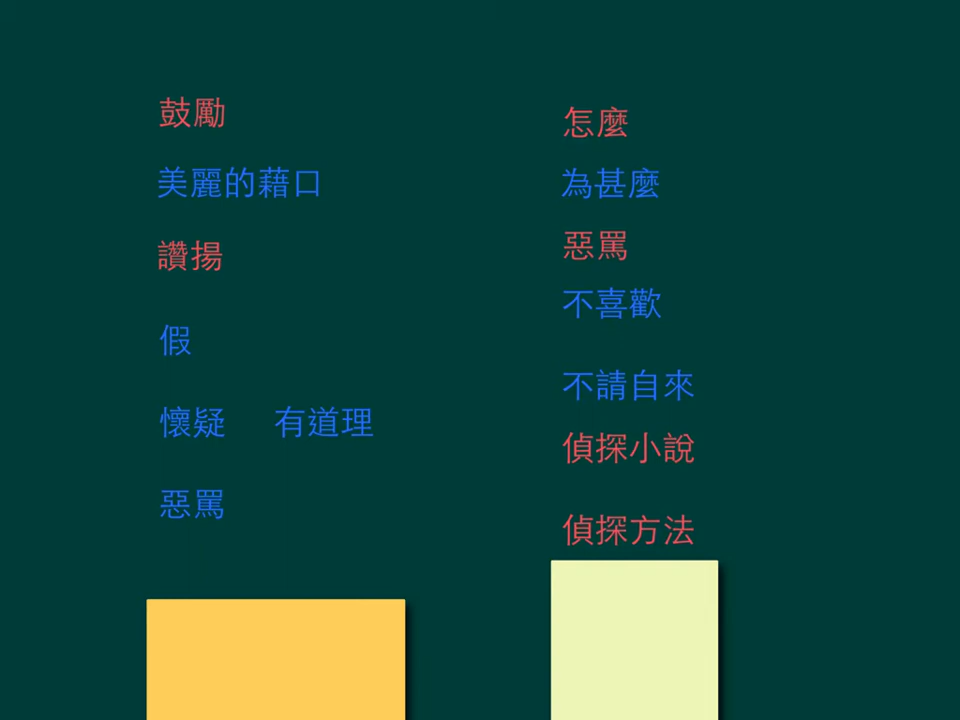 鼓勵
美麗的藉口
讚揚
假
懷疑 有道理
惡罵
怎麼
為甚麼
惡罵
不喜歡
不請自來
偵探小說
偵探方法